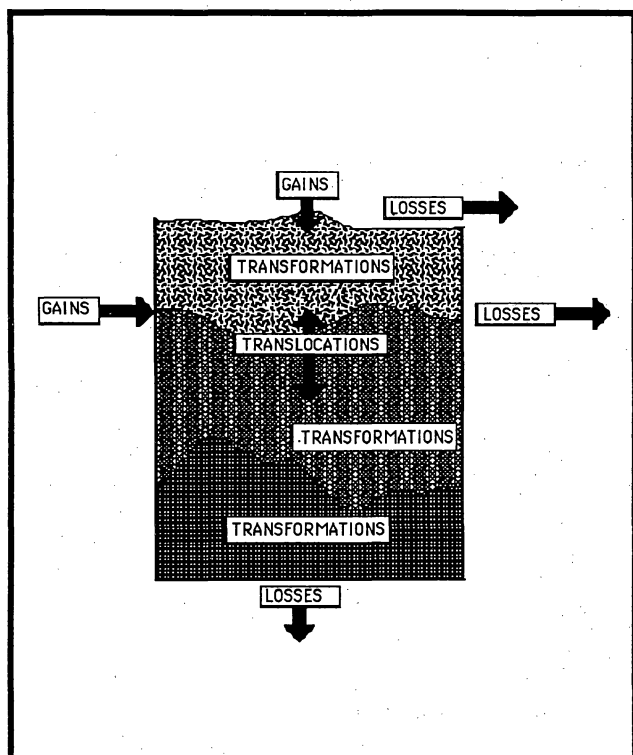 GAINS
LOSSES
TRANSFORMATIONS
GAINS
LOSSES
TRANSLOCATIONS
.TRANSFORMATIONS
TRANSFORMATIONS
LOSSES